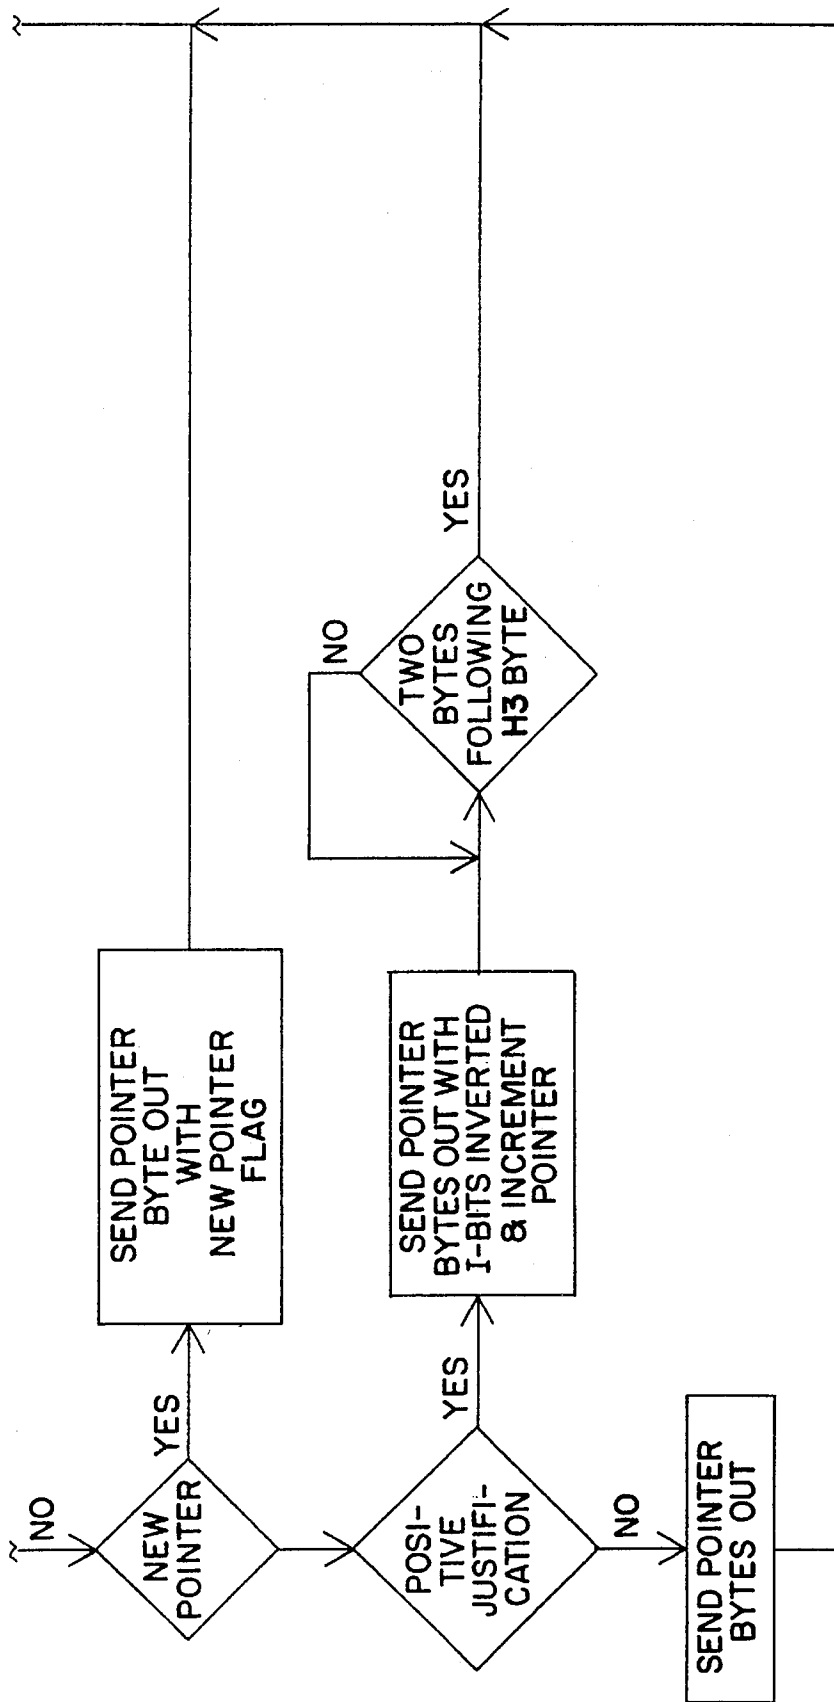 NO
NEW
POINTER
YES
SEND POINTER
BYTE OUT
WITH
NEW POINTER
FLAG
POSI-
TIVE
JUSTIFI-
CATION
YES
SEND POINTER
BYTES OUT WITH
I-BITS INVERTED
& INCREMENT
POINTER
NO
TWO
BYTES
FOLLOWING
H3 BYTE
YES
NO
SEND POINTER
BYTES OUT